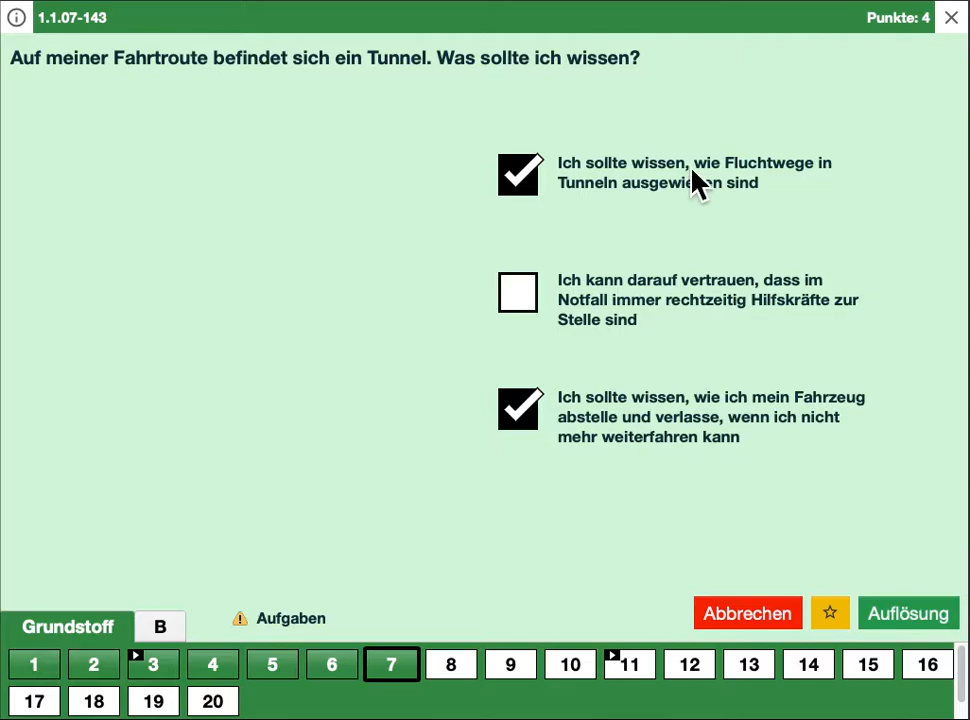 1.1.07-143
Punkte: 4
Auf meiner Fahrtroute befindet sich ein Tunnel. Was sollte ich wissen?
Ich sollte wissen, wie Fluchtwege in
Tunneln ausgewiesen sind
Ich kann darauf vertrauen, dass im
Notfall immer rechtzeitig Hilfskräfte zur
Stelle sind
Ich sollte wissen, wie ich mein Fahrzeug
abstelle und verlasse, wenn ich nicht
mehr weiterfahren kann
Abbrechen
Auflösung
Grundstoff
B
Aufgaben
1 2 3 4 5 6 7 8 9 10 11 12 13 14 15 16
17 18 19 20